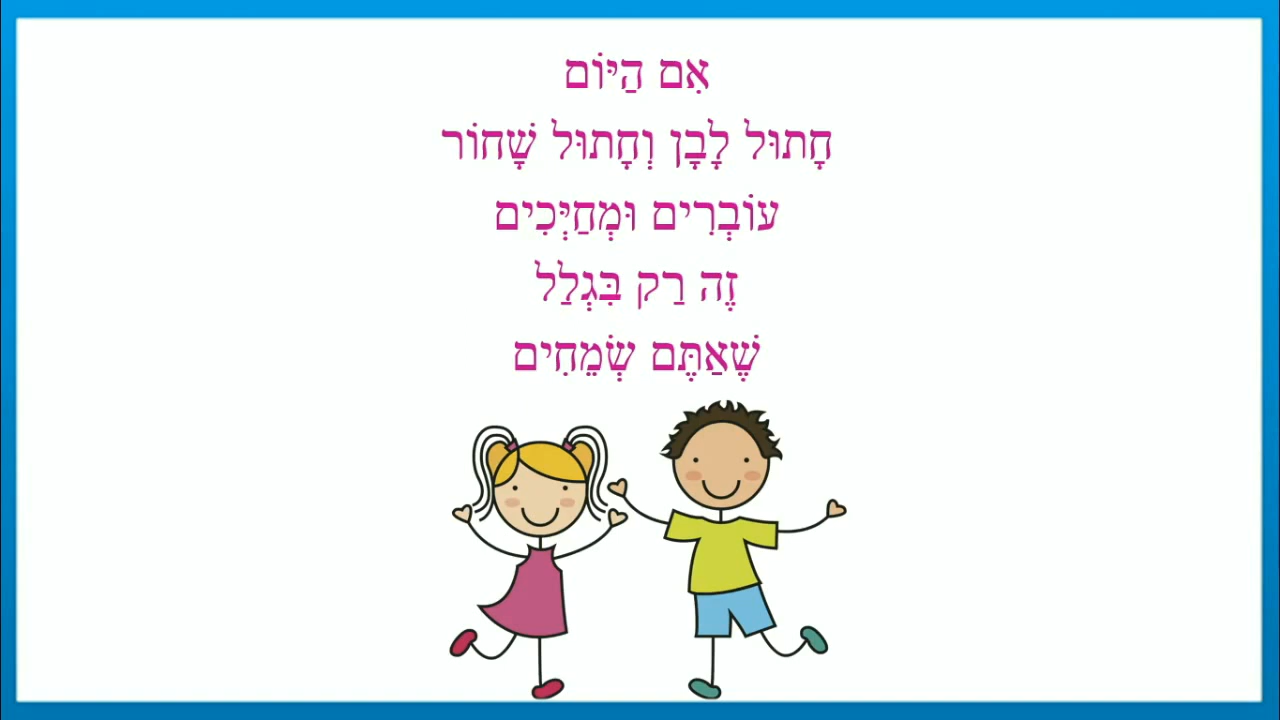 אִם הַיּוֹם
חָתוּל לָבָן וְחָתוּל שָׁחוֹר
עוֹבְרִים וּמְחַיְּכִים
זֶה רַק בִּגְלַל
שֶׁאַתֶּם שְׂמֵחִים